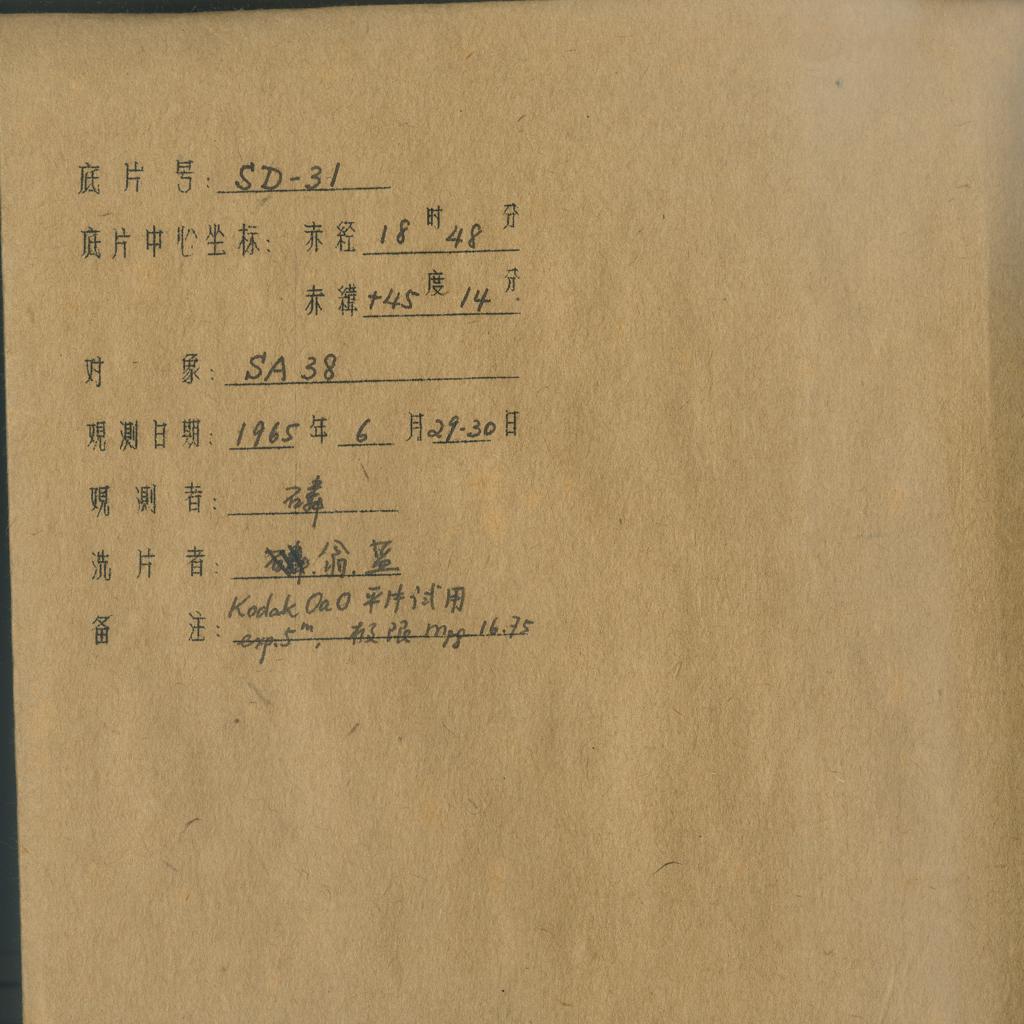 底片号: SD-31
底片中心坐标: 赤経 18时48分
赤緯 +45度14分
对象: SA 38
观测日期: 1965年6月29-30日
观测者: 磷
洗片者: 翁.蓝
备注: Kodak OaO 平片试用
exp. 5ᵐ, 极限 mpg 16.75